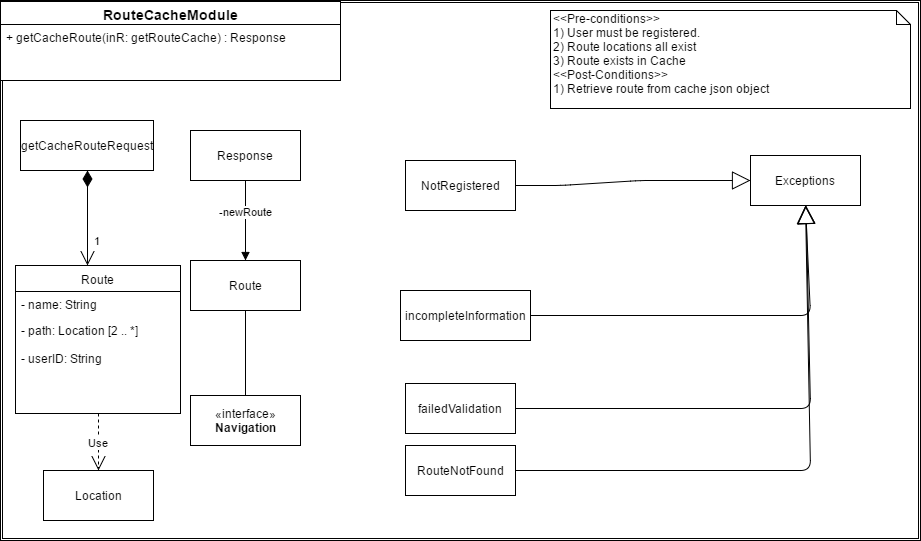 RouteCacheModule
+ getCacheRoute(inR: getRouteCache) : Response
<<Pre-conditions>>
1) User must be registered.
2) Route locations all exist
3) Route exists in Cache
<<Post-Conditions>>
1) Retrieve route from cache json object
getCacheRouteRequest
1
Route
- name: String
- path: Location [2 .. *]
- userID: String
Use
Location
Response
-newRoute
Route
«interface»
Navigation
NotRegistered
Exceptions
incompleteInformation
failedValidation
RouteNotFound